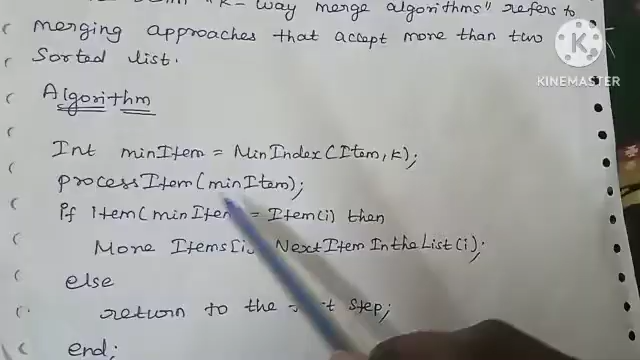 "K-way merge algorithms" refers to
merging approaches that accept more than two
Sorted list.
Algorithm
Int minItem = MinIndex(Item, K);
processItem(minItem);
if Item(minItem = Item(i) then
More Items[i NextItemIntheList(i);
else
return to the step;
end;
KINEMASTER